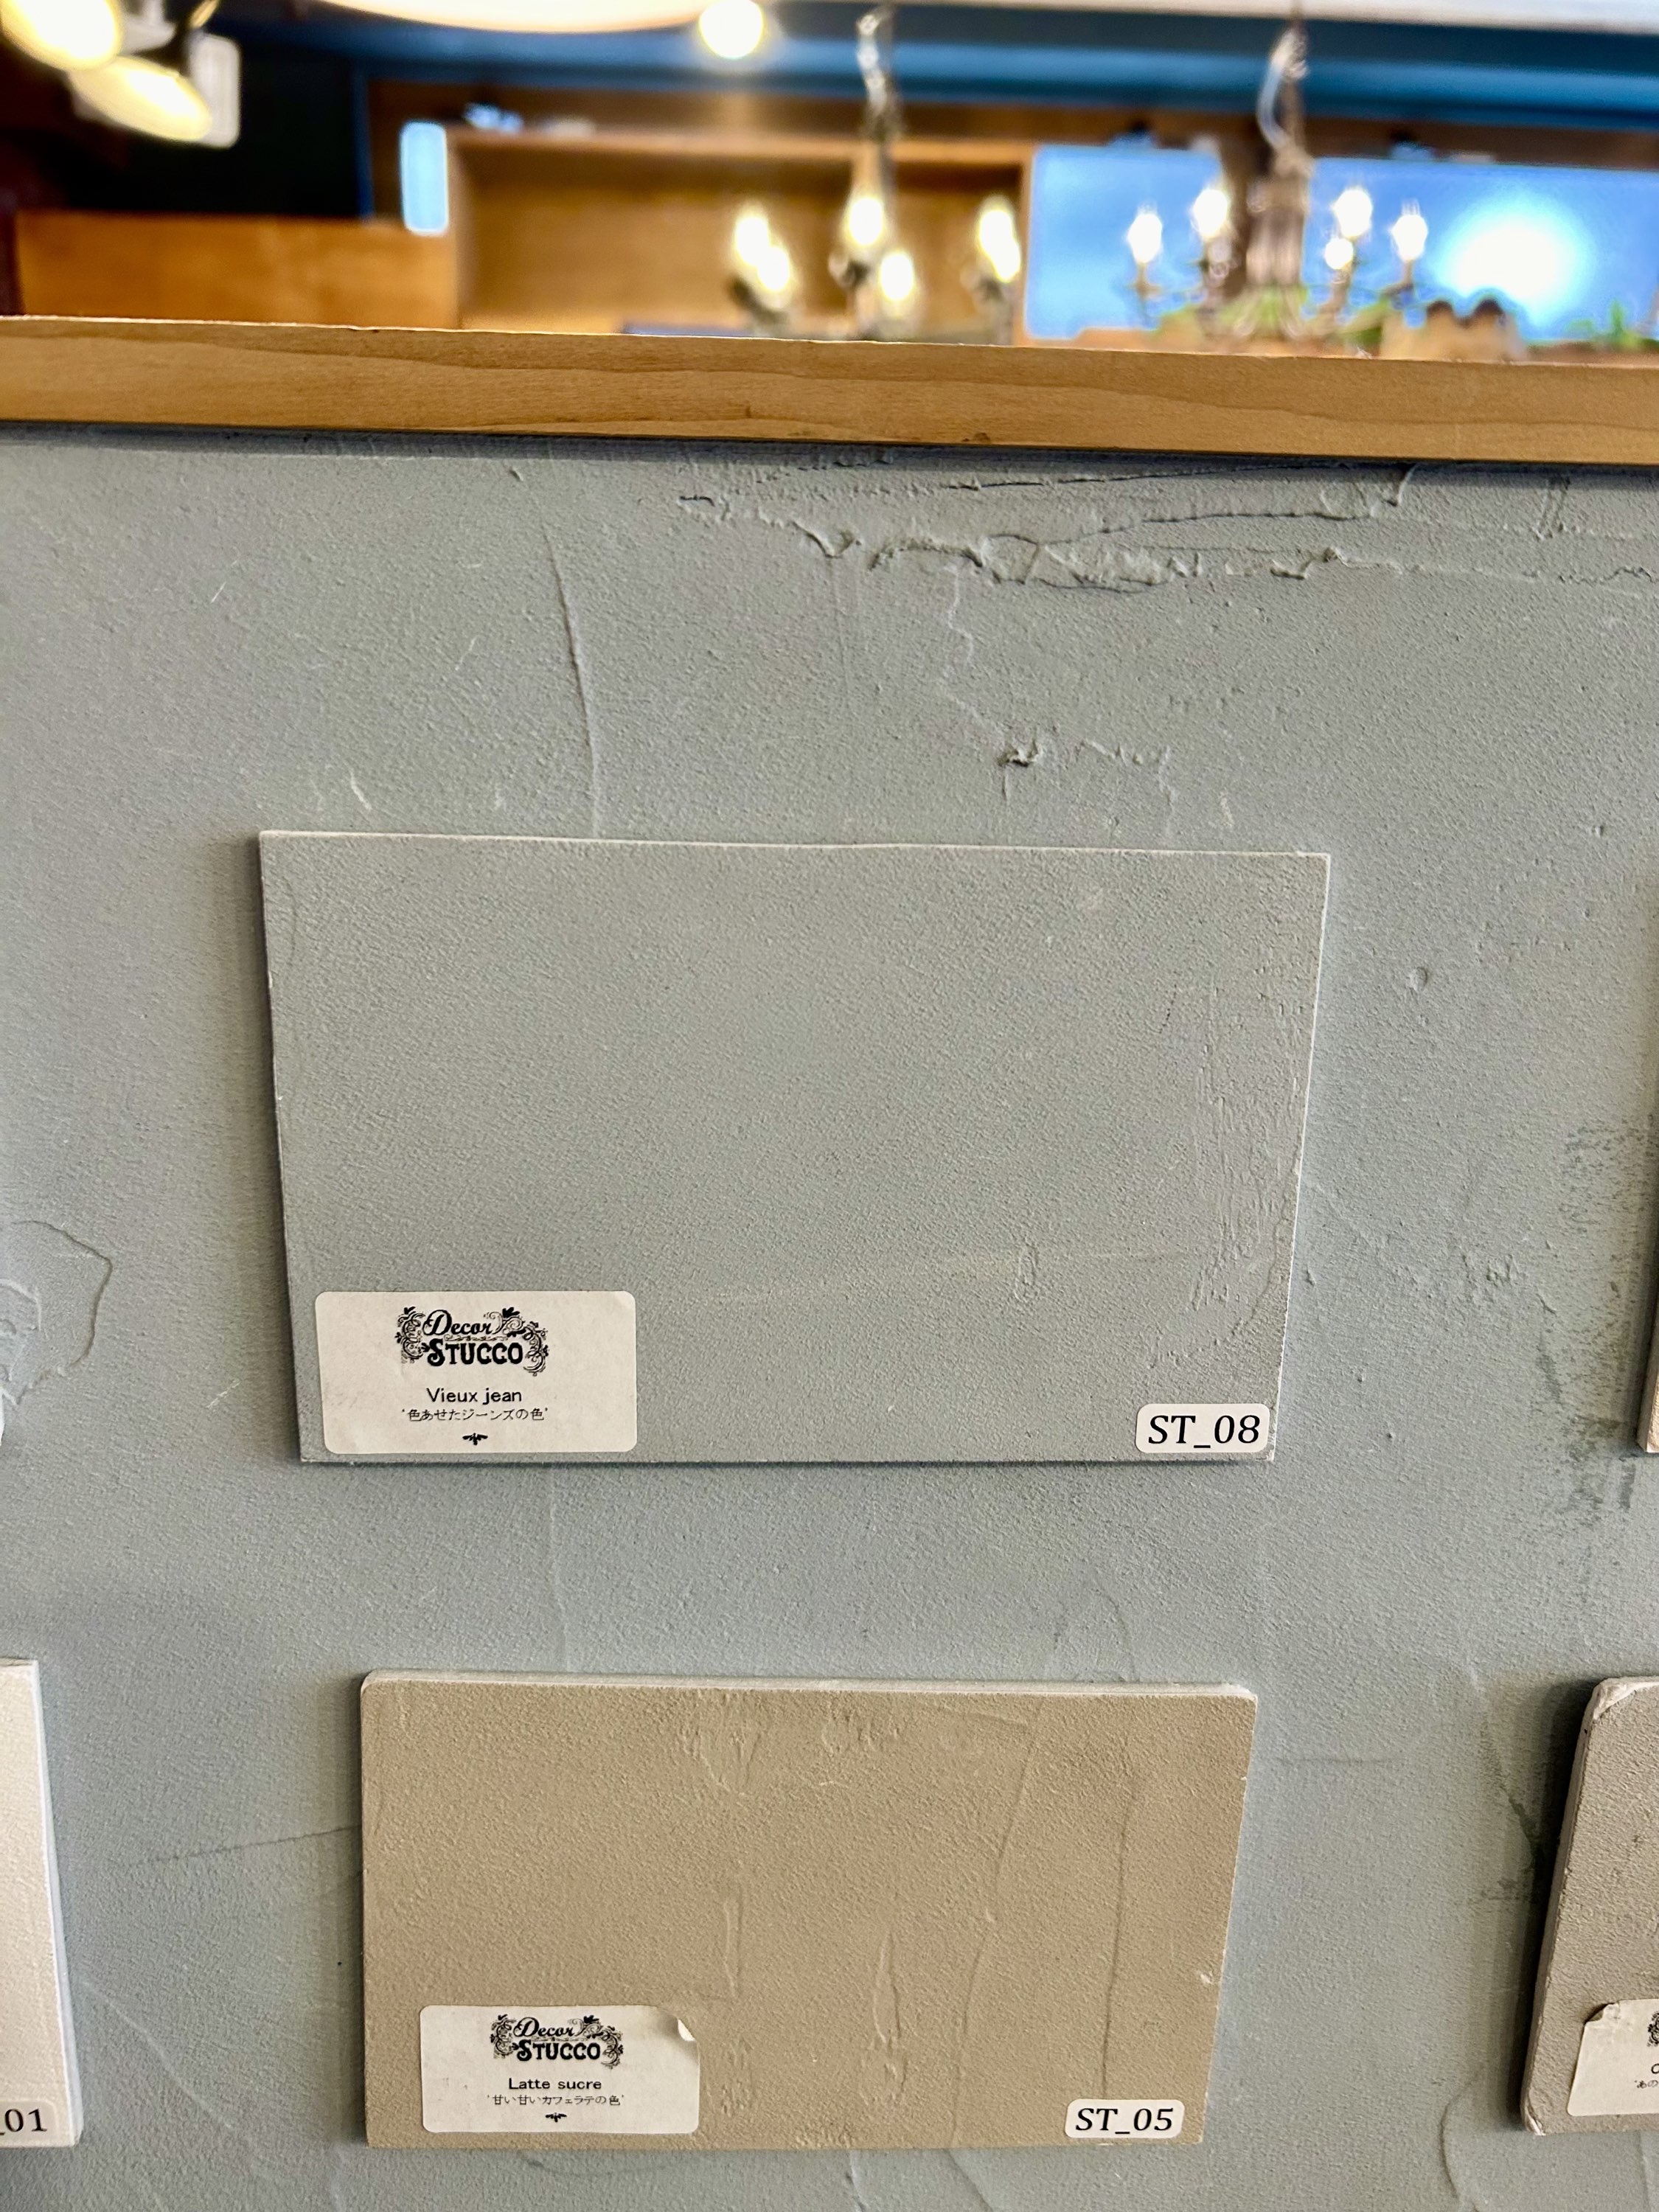 Decor
STUCCO
Vieux jean
'色あせたジーンズの色'
ST_08
Decor
STUCCO
Latte sucre
'甘い甘いカフェラテの色'
ST_05
_01